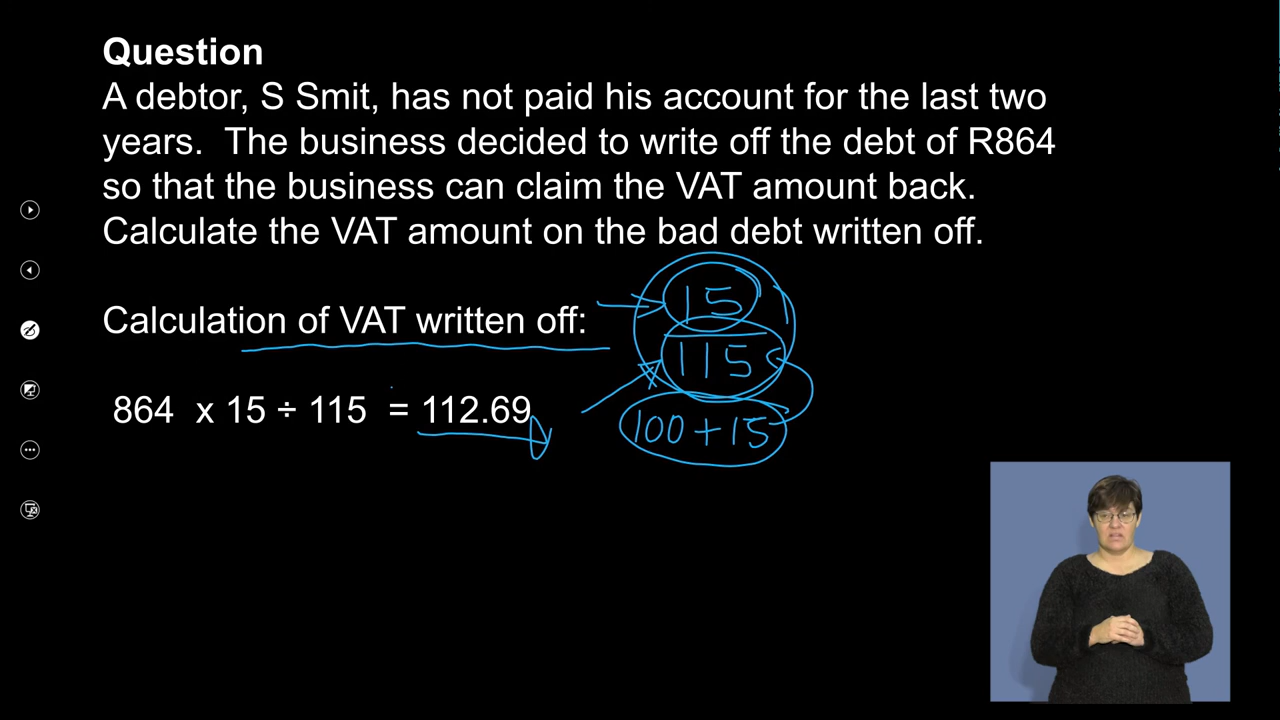 Question
A debtor, S Smit, has not paid his account for the last two
years. The business decided to write off the debt of R864
so that the business can claim the VAT amount back.
Calculate the VAT amount on the bad debt written off.
Calculation of VAT written off:
15
115
864 x 15 ÷ 115 = 112.69
100 + 15